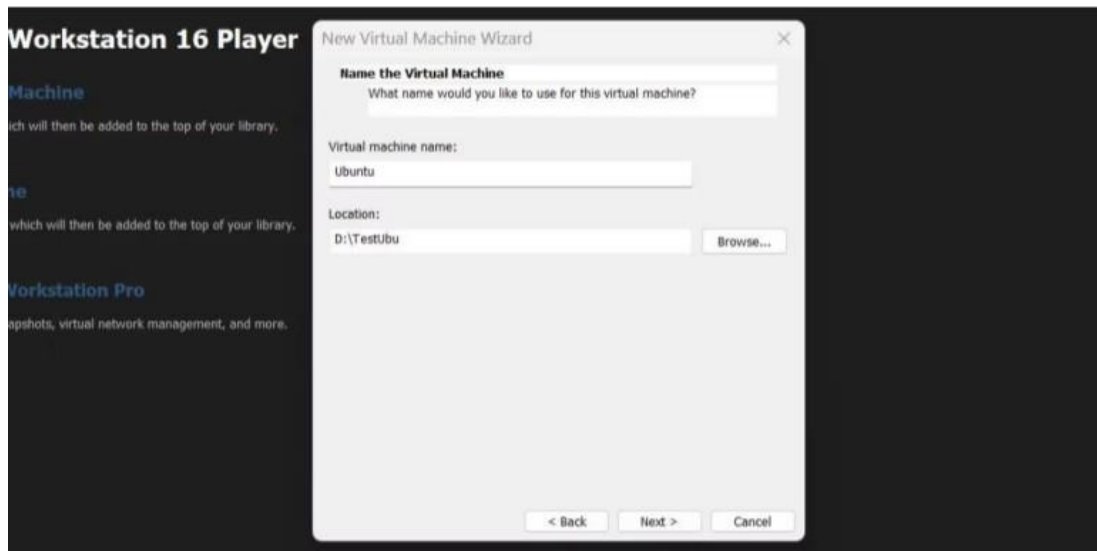 Workstation 16 Player
Machine
ich will then be added to the top of your library.
ne
which will then be added to the top of your library.
Workstation Pro
apshots, virtual network management, and more.
New Virtual Machine Wizard
Name the Virtual Machine
What name would you like to use for this virtual machine?
Virtual machine name:
Ubuntu
Location:
D:\TestUbu
Browse...
< Back Next > Cancel